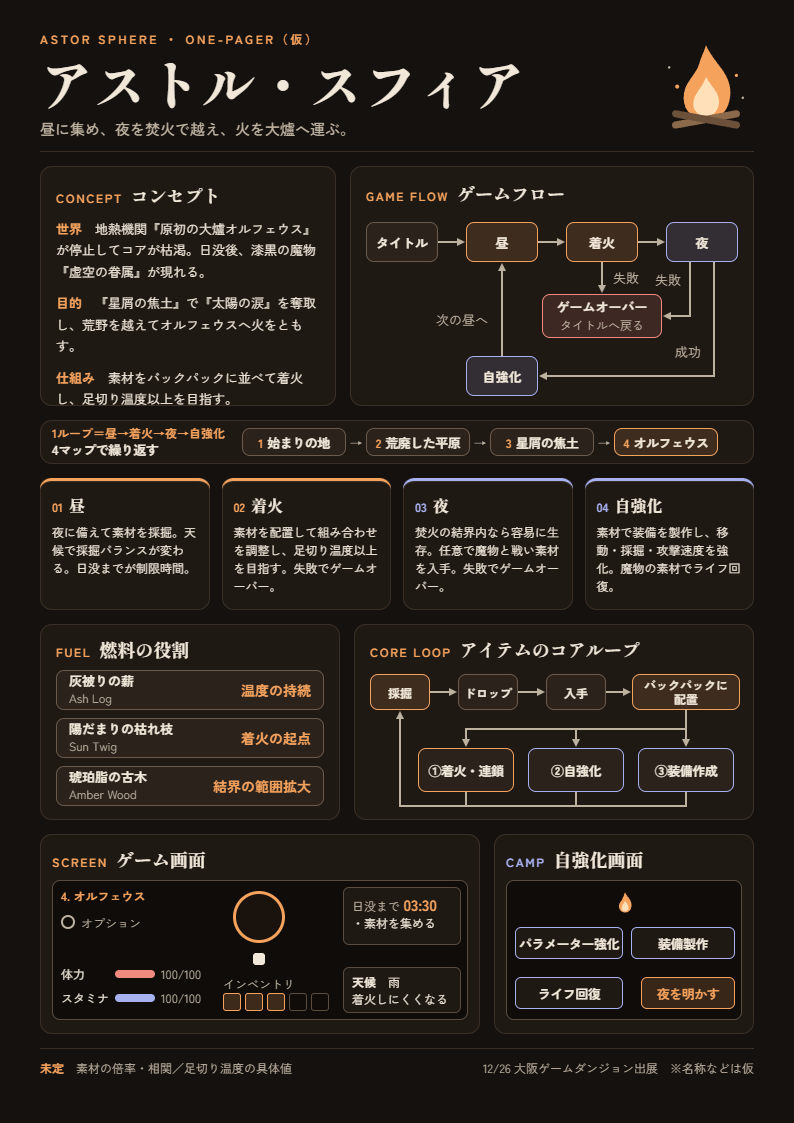 ASTOR SPHERE ・ ONE-PAGER（仮）
アストル・スフィア
昼に集め、夜を焚火で越え、火を大爐へ運ぶ。
CONCEPT コンセプト
世界　地熱機関『原初の大爐オルフェウス』
が停止してコアが枯渇。日没後、漆黒の魔物
『虚空の眷属』が現れる。
目的　『星屑の焦土』で『太陽の涙』を奪取
し、荒野を越えてオルフェウスへ火をとも
す。
仕組み　素材をバックパックに並べて着火
し、足切り温度以上を目指す。
GAME FLOW ゲームフロー
タイトル
昼
着火
夜
失敗
失敗
ゲームオーバー
タイトルへ戻る
次の昼へ
成功
自強化
1ループ＝昼→着火→夜→自強化
4マップで繰り返す
1 始まりの地
→
2 荒廃した平原
→
3 星屑の焦土
→
4 オルフェウス
01 昼
夜に備えて素材を採掘。天
候で採掘バランスが変わ
る。日没までが制限時間。
02 着火
素材を配置して組み合わせ
を調整し、足切り温度以上
を目指す。失敗でゲームオ
ーバー。
03 夜
焚火の結界内なら容易に生
存。任意で魔物と戦い素材
を入手。失敗でゲームオー
バー。
04 自強化
素材で装備を製作し、移
動・採掘・攻撃速度を強
化。魔物の素材でライフ回
復。
FUEL 燃料の役割
灰被りの薪
Ash Log
温度の持続
陽だまりの枯れ枝
Sun Twig
着火の起点
琥珀脂の古木
Amber Wood
結界の範囲拡大
CORE LOOP アイテムのコアループ
採掘
ドロップ
入手
バックパックに
配置
①着火・連鎖
②自強化
③装備作成
SCREEN ゲーム画面
4. オルフェウス
オプション
体力 100/100
スタミナ 100/100
インベントリ
日没まで 03:30
・素材を集める
天候　雨
着火しにくくなる
CAMP 自強化画面
パラメーター強化
装備製作
ライフ回復
夜を明かす
未定　素材の倍率・相関／足切り温度の具体値
12/26 大阪ゲームダンジョン出展　※名称などは仮